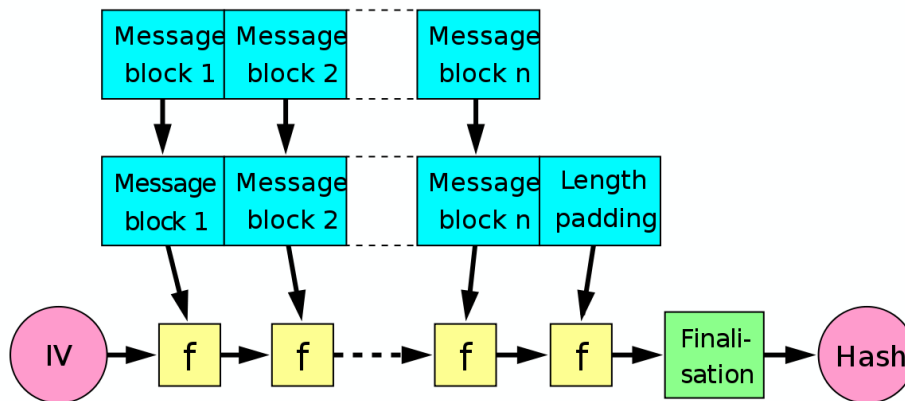 Message Message Message
block 1 block 2 block n
Message Message Message Length
block 1 block 2 block n padding
IV f f f f Finali- Hash
sation